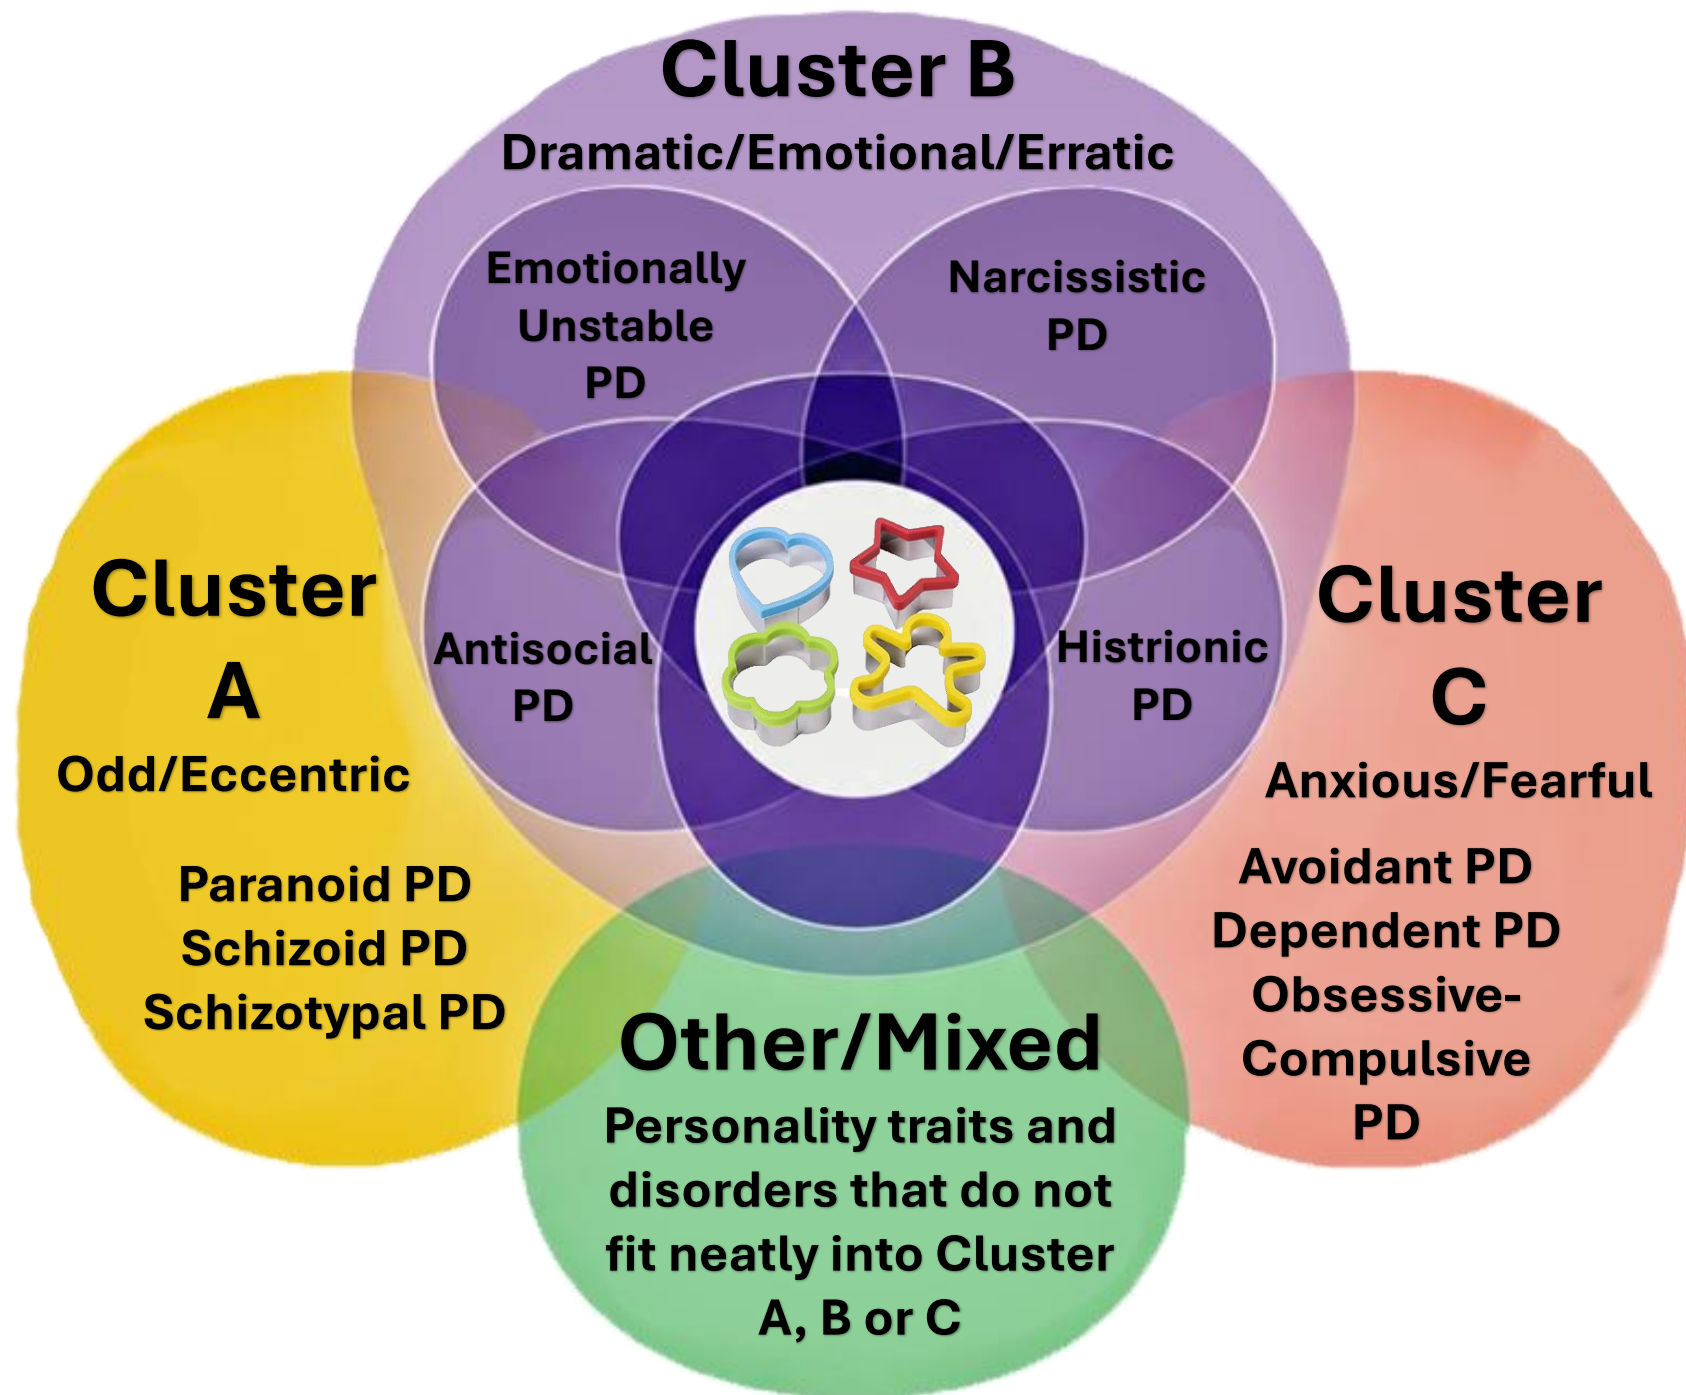 Cluster B
Dramatic/Emotional/Erratic
Emotionally
Unstable
PD
Narcissistic
PD
Antisocial
PD
Histrionic
PD
Cluster
A
Odd/Eccentric
Paranoid PD
Schizoid PD
Schizotypal PD
Cluster
C
Anxious/Fearful
Avoidant PD
Dependent PD
Obsessive-
Compulsive
PD
Other/Mixed
Personality traits and
disorders that do not
fit neatly into Cluster
A, B or C